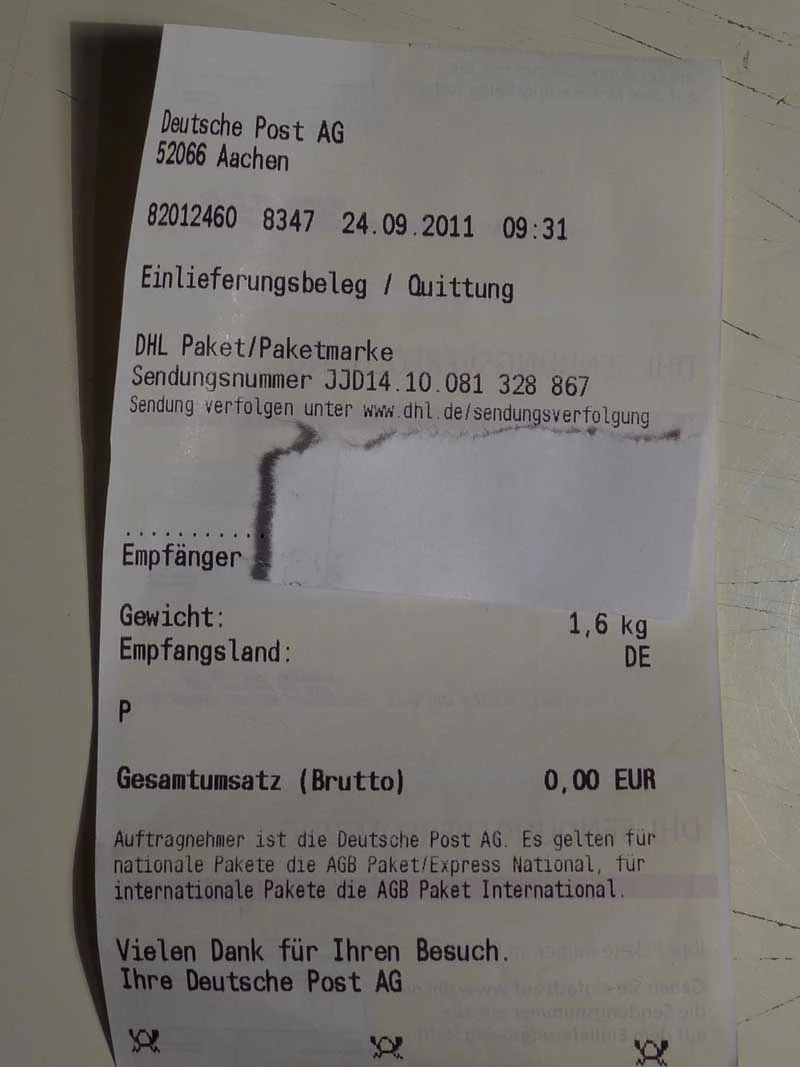 Deutsche Post AG
52066 Aachen
82012460 8347 24.09.2011 09:31
Einlieferungsbeleg / Quittung
DHL Paket/Paketmarke
Sendungsnummer JJD14.10.081 328 867
Sendung verfolgen unter www.dhl.de/sendungsverfolgung
..........
Empfänger
Gewicht: 1,6 kg
Empfangsland: DE
P
Gesamtumsatz (Brutto) 0,00 EUR
Auftragnehmer ist die Deutsche Post AG. Es gelten für
nationale Pakete die AGB Paket/Express National, für
internationale Pakete die AGB Paket International.
Vielen Dank für Ihren Besuch.
Ihre Deutsche Post AG